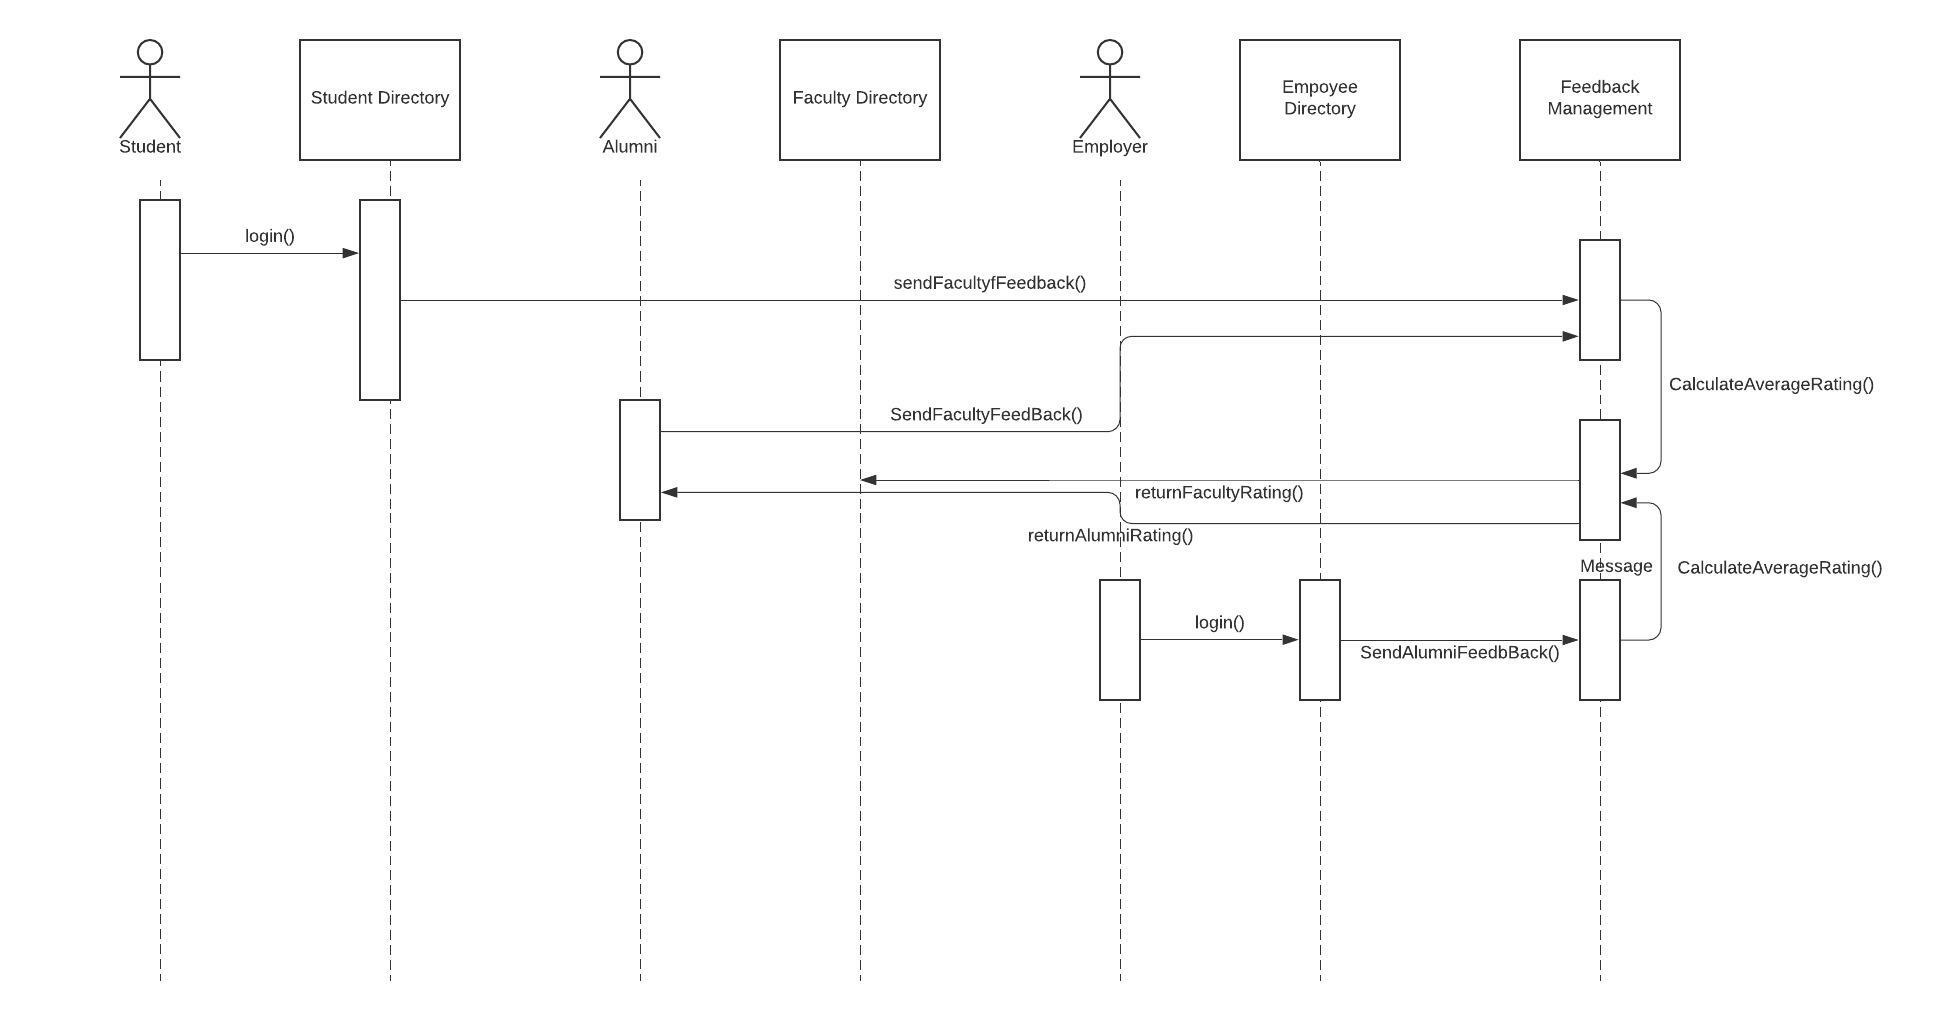 Student
Student Directory
Alumni
Faculty Directory
Employer
Empoyee
Directory
Feedback
Management
login()
sendFacultyfFeedback()
CalculateAverageRating()
SendFacultyFeedBack()
returnFacultyRating()
returnAlumniRating()
Message
CalculateAverageRating()
login()
SendAlumniFeedbBack()